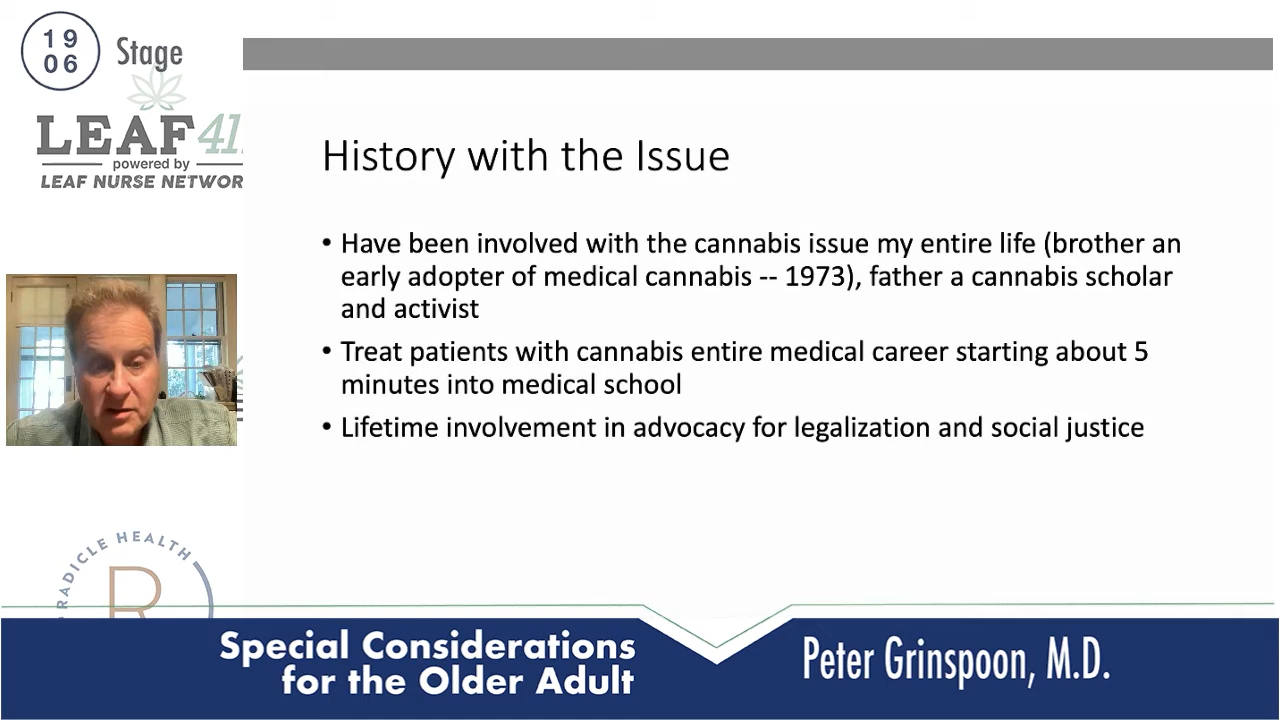 19
06
Stage
LEAF 41
powered by
LEAF NURSE NETWOR
History with the Issue
• Have been involved with the cannabis issue my entire life (brother an
early adopter of medical cannabis -- 1973), father a cannabis scholar
and activist
• Treat patients with cannabis entire medical career starting about 5
minutes into medical school
• Lifetime involvement in advocacy for legalization and social justice
RADICLE HEALTH
R
Special Considerations
for the Older Adult
Peter Grinspoon, M.D.